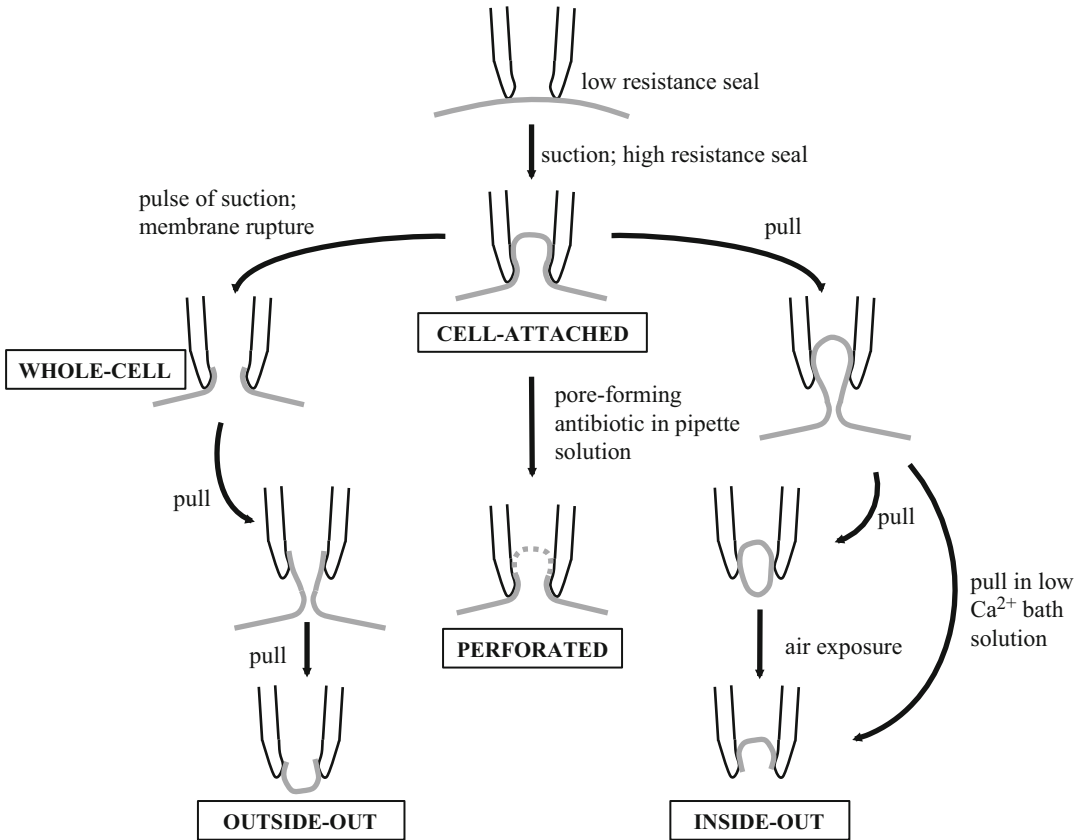 low resistance seal
suction; high resistance seal
pulse of suction;
membrane rupture
pull
CELL-ATTACHED
WHOLE-CELL
pore-forming
antibiotic in pipette
solution
pull
pull
pull in low
Ca²⁺ bath
solution
PERFORATED
air exposure
pull
OUTSIDE-OUT
INSIDE-OUT